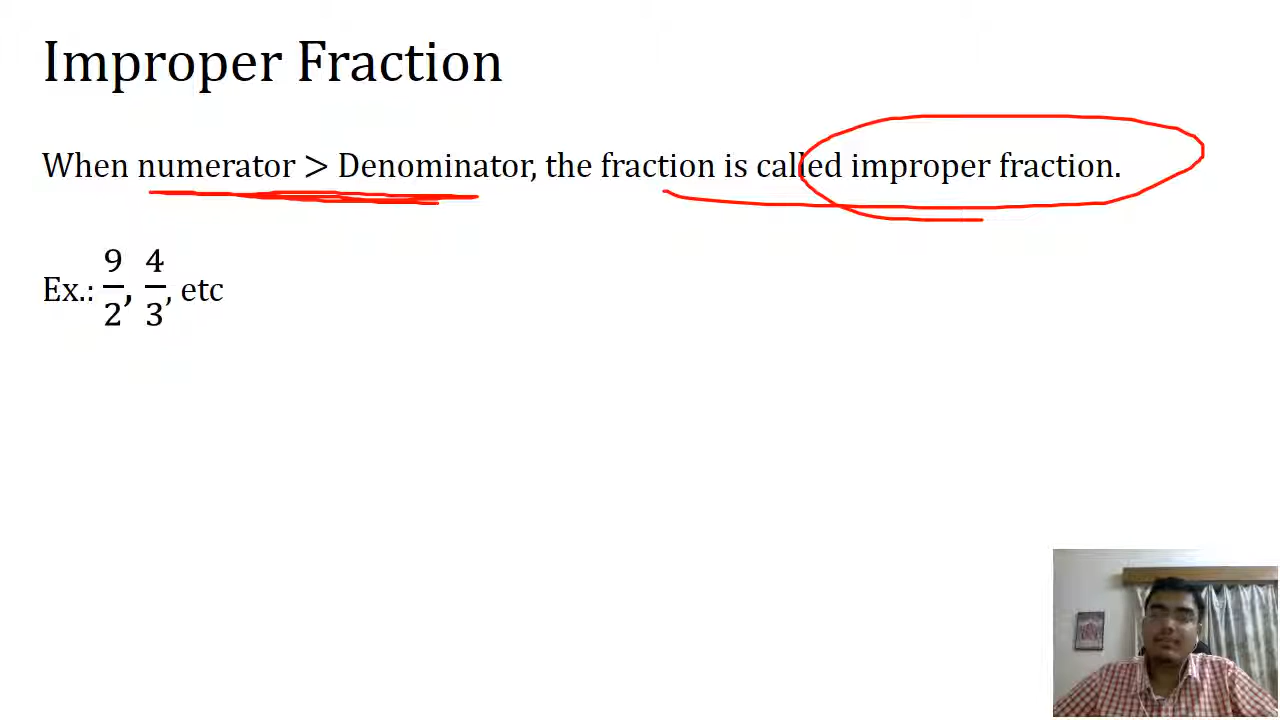 Improper Fraction
When numerator > Denominator, the fraction is called improper fraction.
Ex.: 9/2, 4/3, etc